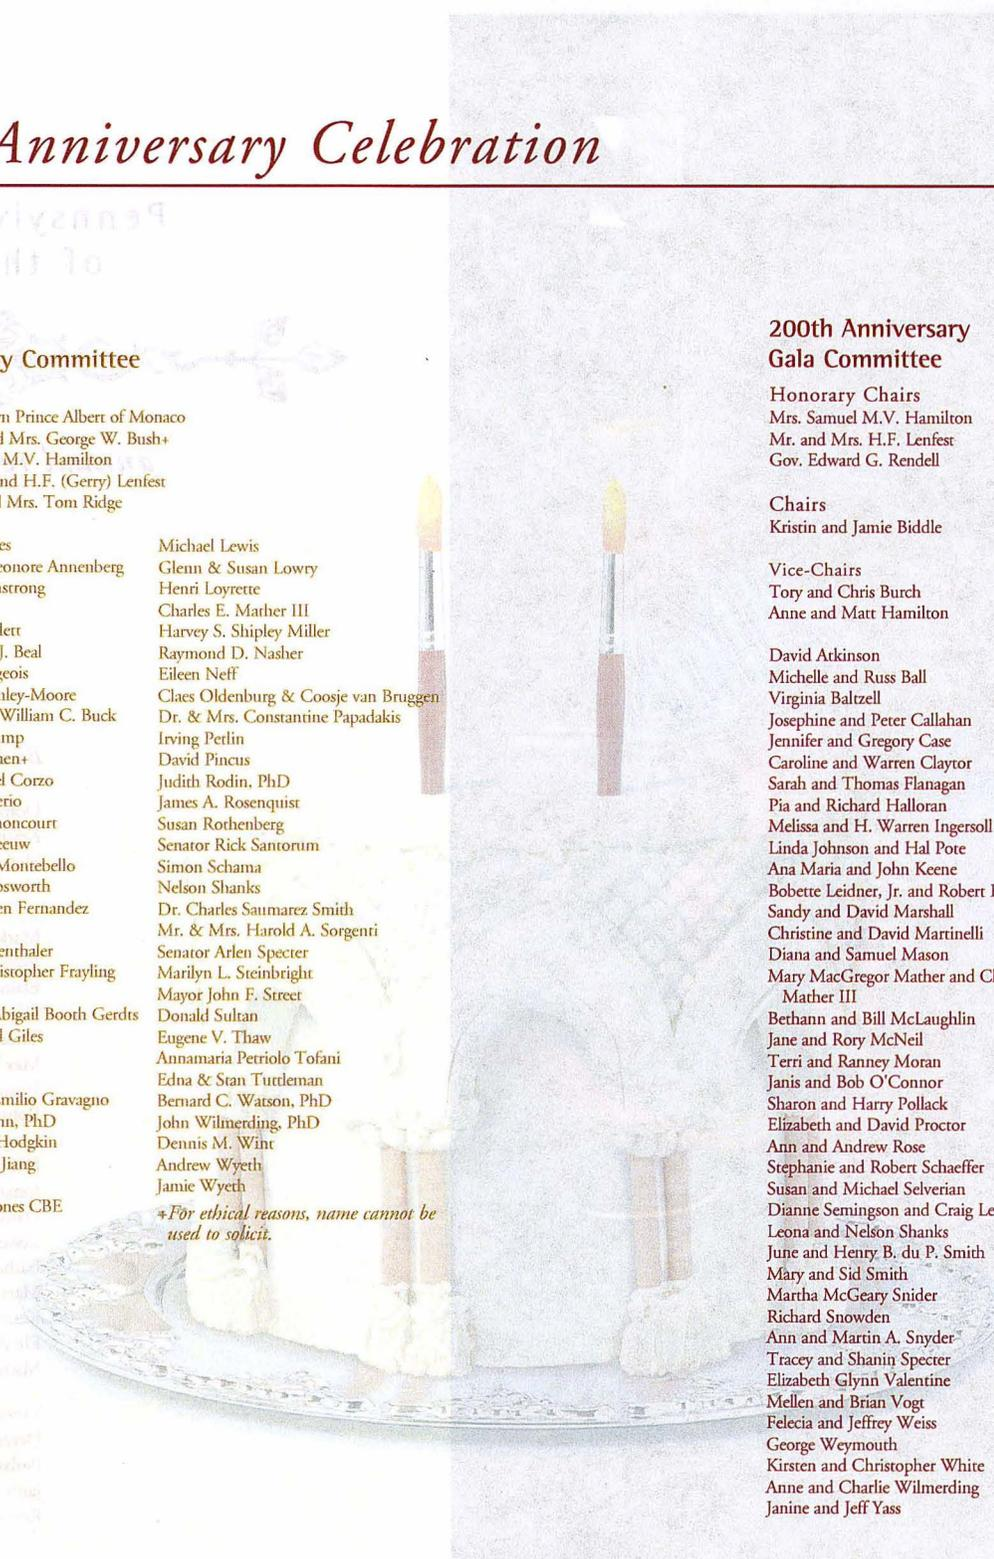 Anniversary Celebration
y Committee
n Prince Albert of Monaco
d Mrs. George W. Bush+
M.V. Hamilton
nd H.F. (Gerry) Lenfest
l Mrs. Tom Ridge
es
eonore Annenberg
strong
lett
J. Beal
geois
nley-Moore
William C. Buck
mp
nen+
el Corzo
erio
noncourt
eeuw
Montebello
osworth
en Fernandez
enthaler
istopher Frayling
Abigail Booth Gerdts
l Giles
milio Gravagno
nn, PhD
Hodgkin
Jiang
ones CBE
Michael Lewis
Glenn & Susan Lowry
Henri Loyrette
Charles E. Mather III
Harvey S. Shipley Miller
Raymond D. Nasher
Eileen Neff
Claes Oldenburg & Coosje van Bruggen
Dr. & Mrs. Constantine Papadakis
Irving Petlin
David Pincus
Judith Rodin, PhD
James A. Rosenquist
Susan Rothenberg
Senator Rick Santorum
Simon Schama
Nelson Shanks
Dr. Charles Saumarez Smith
Mr. & Mrs. Harold A. Sorgenti
Senator Arlen Specter
Marilyn L. Steinbright
Mayor John F. Street
Donald Sultan
Eugene V. Thaw
Annamaria Petriolo Tofani
Edna & Stan Tuttleman
Bernard C. Watson, PhD
John Wilmerding, PhD
Dennis M. Wint
Andrew Wyeth
Jamie Wyeth
+For ethical reasons, name cannot be
used to solicit.
200th Anniversary
Gala Committee
Honorary Chairs
Mrs. Samuel M.V. Hamilton
Mr. and Mrs. H.F. Lenfest
Gov. Edward G. Rendell
Chairs
Kristin and Jamie Biddle
Vice-Chairs
Tory and Chris Burch
Anne and Matt Hamilton
David Atkinson
Michelle and Russ Ball
Virginia Baltzell
Josephine and Peter Callahan
Jennifer and Gregory Case
Caroline and Warren Claytor
Sarah and Thomas Flanagan
Pia and Richard Halloran
Melissa and H. Warren Ingersoll
Linda Johnson and Hal Pote
Ana Maria and John Keene
Bobette Leidner, Jr. and Robert
Sandy and David Marshall
Christine and David Martinelli
Diana and Samuel Mason
Mary MacGregor Mather and C
Mather III
Bethann and Bill McLaughlin
Jane and Rory McNeil
Terri and Ranney Moran
Janis and Bob O'Connor
Sharon and Harry Pollack
Elizabeth and David Proctor
Ann and Andrew Rose
Stephanie and Robert Schaeffer
Susan and Michael Selverian
Dianne Semingson and Craig Le
Leona and Nelson Shanks
June and Henry B. du P. Smith
Mary and Sid Smith
Martha McGeary Snider
Richard Snowden
Ann and Martin A. Snyder
Tracey and Shanin Specter
Elizabeth Glynn Valentine
Mellen and Brian Vogt
Felecia and Jeffrey Weiss
George Weymouth
Kirsten and Christopher White
Anne and Charlie Wilmerding
Janine and Jeff Yass